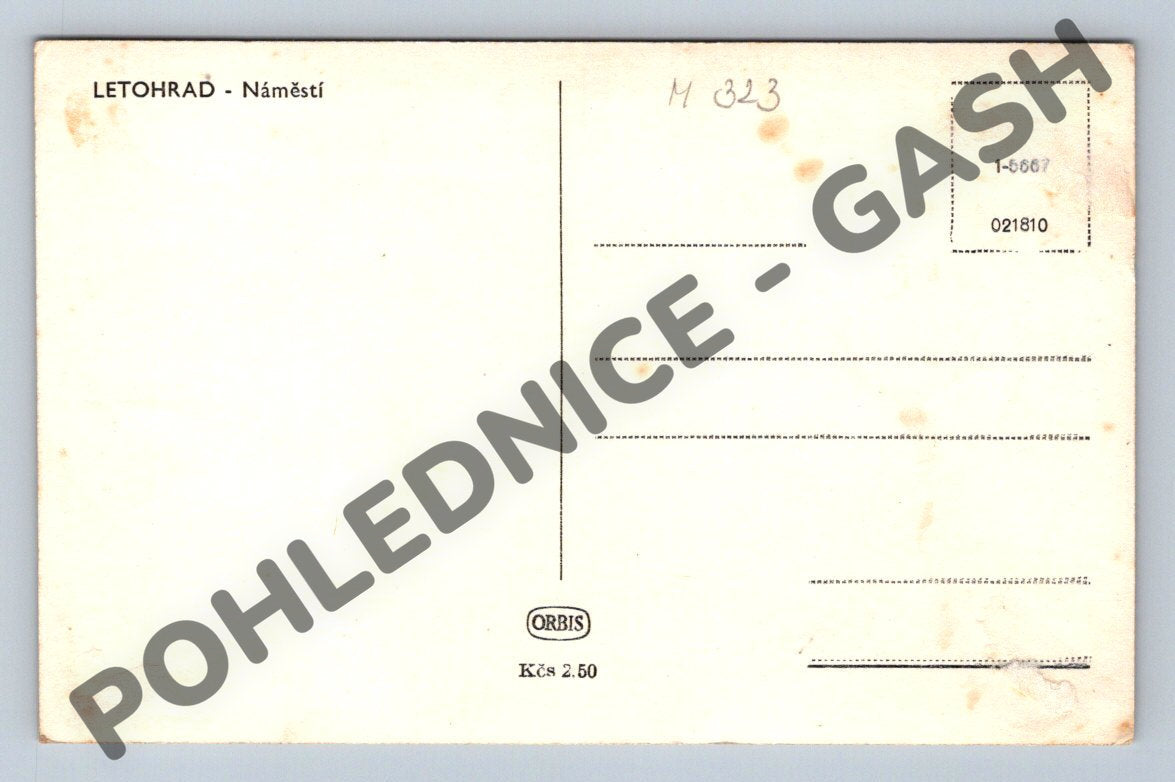 LETOHRAD - Náměstí
M 323
1-5667
021810
POHLEDNICE - GASH
ORBIS
Kčs 2.50